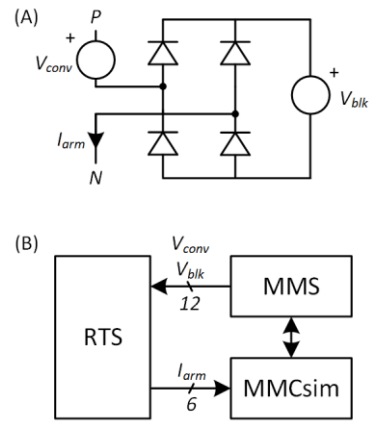 (A)
P
+
Vconv
+
Vblk
Iarm
N
(B)
Vconv
Vblk
12
MMS
RTS
Iarm
6
MMCsim